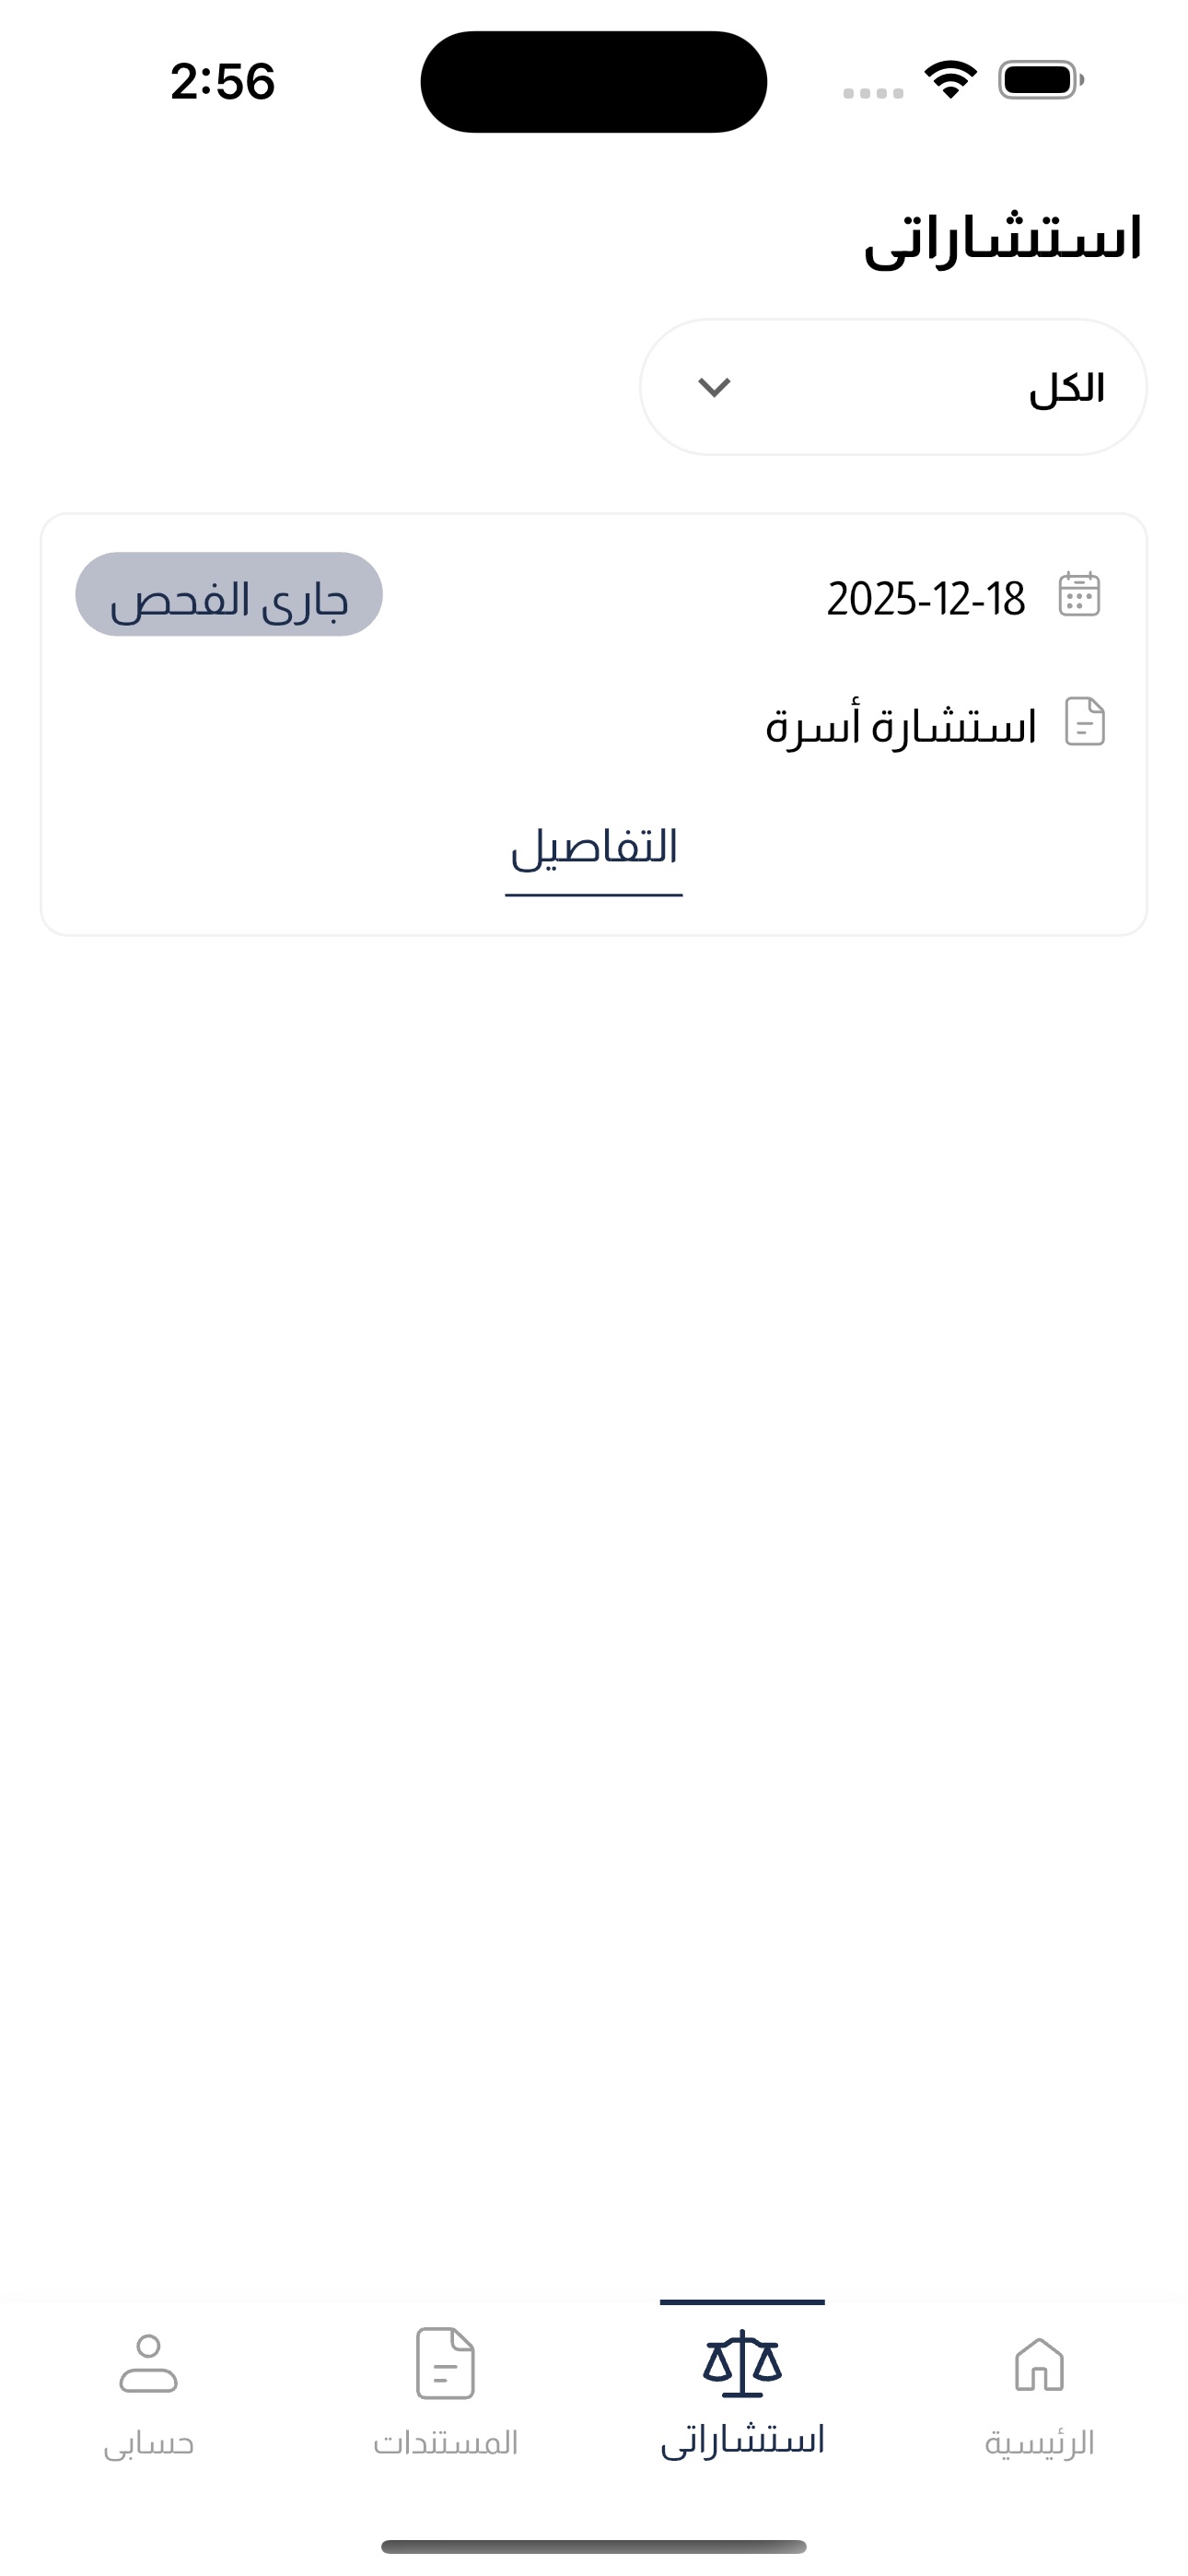 2:56
استشاراتى
الكل
2025-12-18
جارى الفحص
استشارة أسرة
التفاصيل
الرئيسية
استشاراتى
المستندات
حسابى